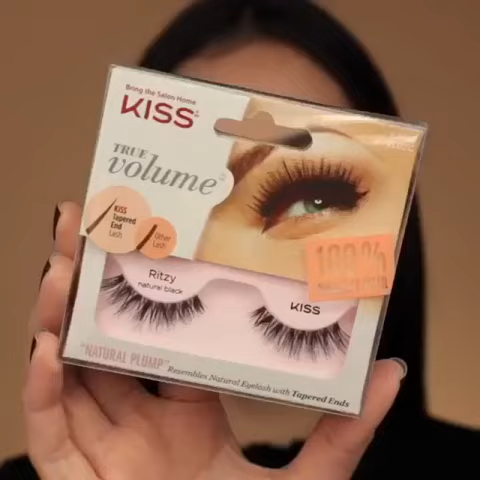 Bring the Salon Home
KISS
TRUE
volume
KISS
Tapered
End
Lash
Other
Lash
100%
Ritzy
natural black
KISS
"NATURAL PLUMP"
Resembles Natural Eyelash with Tapered Ends